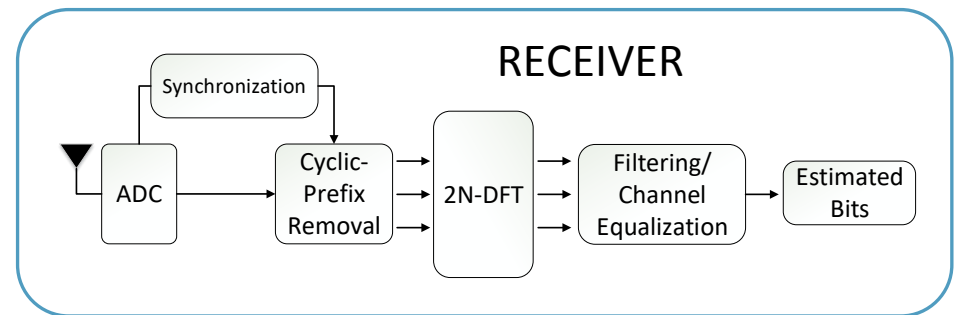 RECEIVER
Synchronization
ADC
Cyclic-
Prefix
Removal
2N-DFT
Filtering/
Channel
Equalization
Estimated
Bits